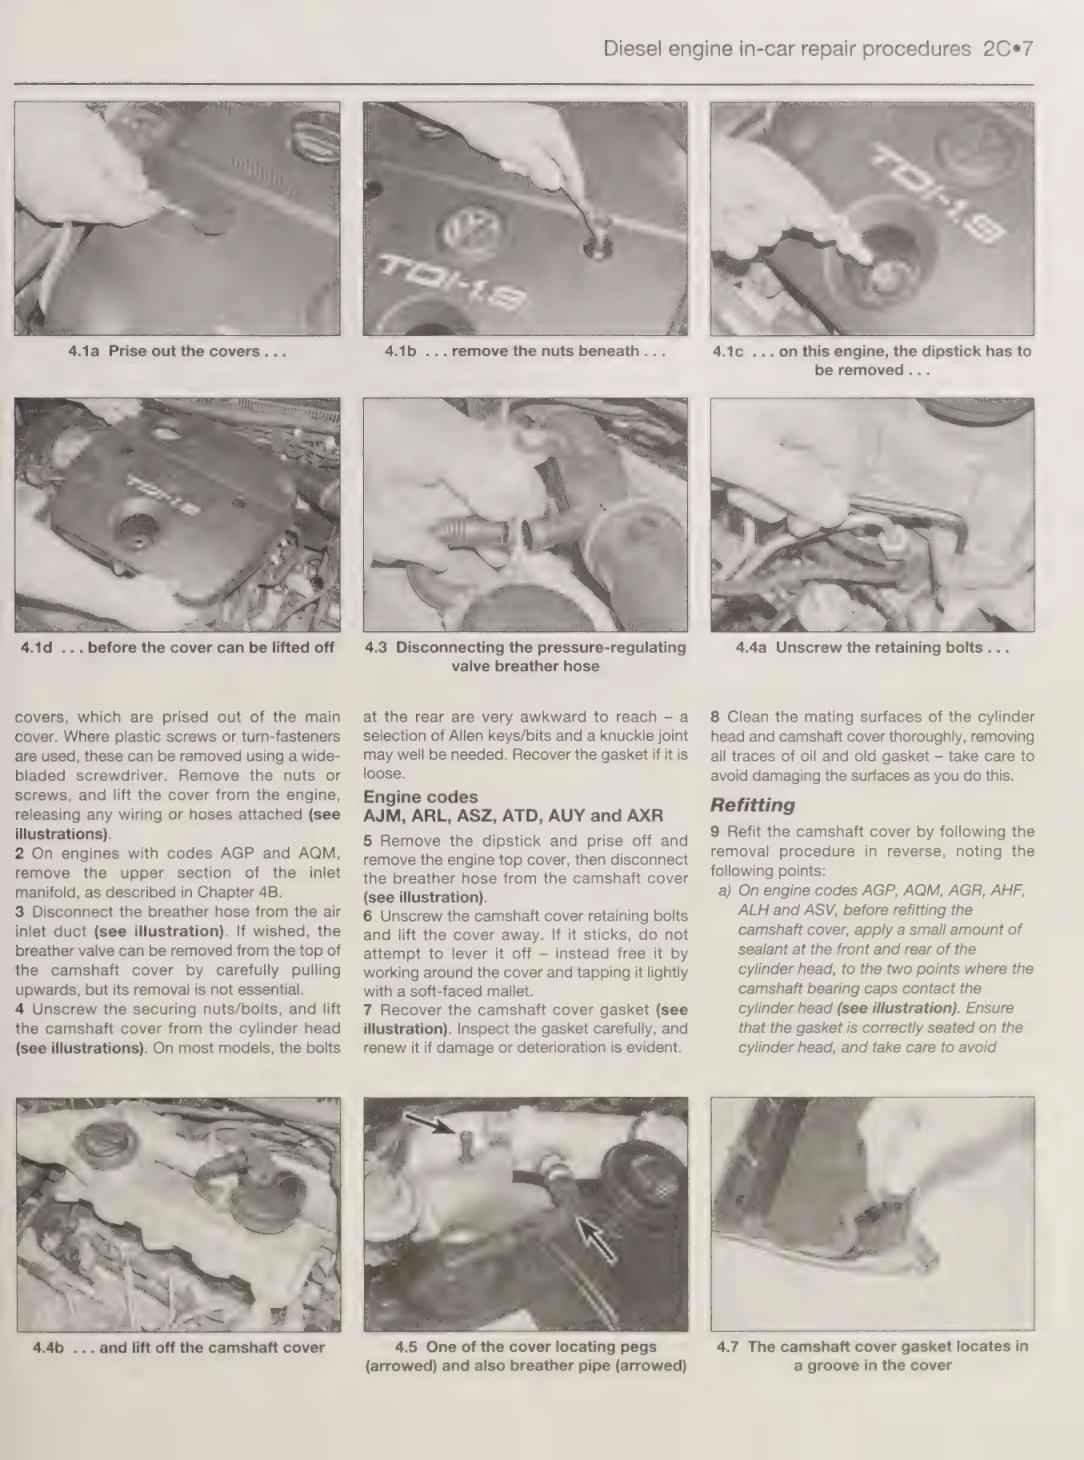 Diesel engine in-car repair procedures 2C•7
TDI-1.9
TDI-1.9
4.1a Prise out the covers . . .
4.1b . . . remove the nuts beneath . . .
4.1c . . . on this engine, the dipstick has to
be removed . . .
TDI-1.9
4.1d . . . before the cover can be lifted off
4.3 Disconnecting the pressure-regulating
valve breather hose
4.4a Unscrew the retaining bolts . . .
covers, which are prised out of the main
cover. Where plastic screws or turn-fasteners
are used, these can be removed using a wide-
bladed screwdriver. Remove the nuts or
screws, and lift the cover from the engine,
releasing any wiring or hoses attached (see
illustrations).
2 On engines with codes AGP and AQM,
remove the upper section of the inlet
manifold, as described in Chapter 4B.
3 Disconnect the breather hose from the air
inlet duct (see illustration). If wished, the
breather valve can be removed from the top of
the camshaft cover by carefully pulling
upwards, but its removal is not essential.
4 Unscrew the securing nuts/bolts, and lift
the camshaft cover from the cylinder head
(see illustrations). On most models, the bolts
at the rear are very awkward to reach – a
selection of Allen keys/bits and a knuckle joint
may well be needed. Recover the gasket if it is
loose.
Engine codes
AJM, ARL, ASZ, ATD, AUY and AXR
5 Remove the dipstick and prise off and
remove the engine top cover, then disconnect
the breather hose from the camshaft cover
(see illustration).
6 Unscrew the camshaft cover retaining bolts
and lift the cover away. If it sticks, do not
attempt to lever it off – instead free it by
working around the cover and tapping it lightly
with a soft-faced mallet.
7 Recover the camshaft cover gasket (see
illustration). Inspect the gasket carefully, and
renew it if damage or deterioration is evident.
8 Clean the mating surfaces of the cylinder
head and camshaft cover thoroughly, removing
all traces of oil and old gasket – take care to
avoid damaging the surfaces as you do this.
Refitting
9 Refit the camshaft cover by following the
removal procedure in reverse, noting the
following points:
a) On engine codes AGP, AQM, AGR, AHF,
ALH and ASV, before refitting the
camshaft cover, apply a small amount of
sealant at the front and rear of the
cylinder head, to the two points where the
camshaft bearing caps contact the
cylinder head (see illustration). Ensure
that the gasket is correctly seated on the
cylinder head, and take care to avoid
4.4b . . . and lift off the camshaft cover
4.5 One of the cover locating pegs
(arrowed) and also breather pipe (arrowed)
4.7 The camshaft cover gasket locates in
a groove in the cover